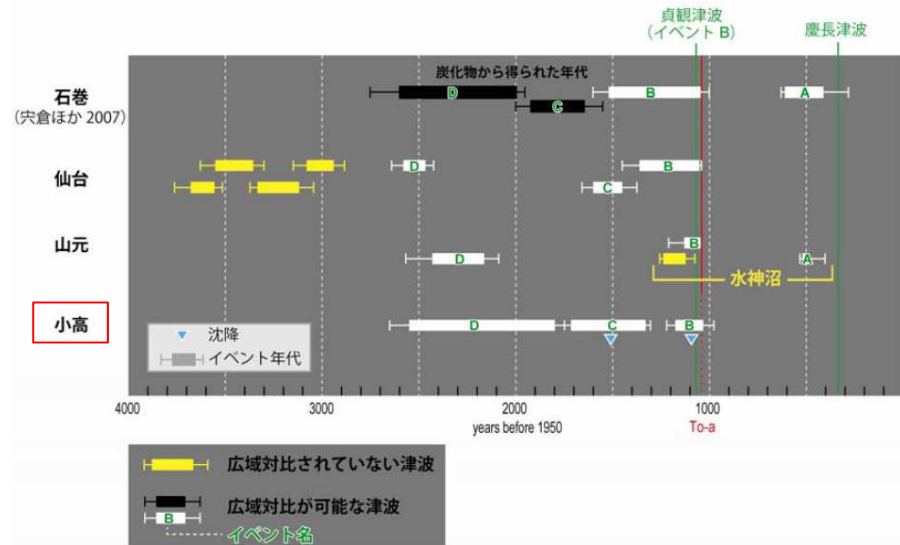 貞観津波
(イベント B)
慶長津波
炭化物から得られた年代
石巻
(宍倉ほか 2007)
D
C
B
A
仙台
D
C
B
山元
D
B
A
水神沼
小高
D
C
B
沈降
イベント年代
4000
3000
2000
1000
years before 1950
To-a
広域対比されていない津波
広域対比が可能な津波
B
イベント名